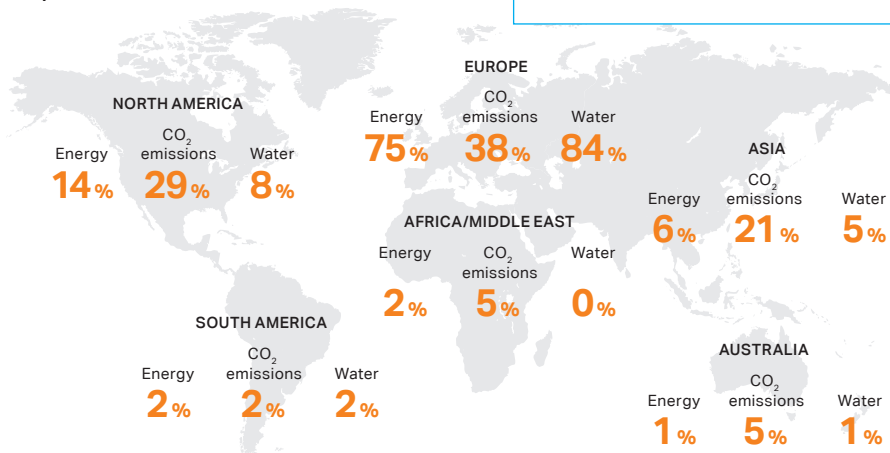 EUROPE
Energy
CO₂
emissions
Water
75%
38%
84%
NORTH AMERICA
Energy
CO₂
emissions
Water
14%
29%
8%
ASIA
Energy
CO₂
emissions
Water
6%
21%
5%
AFRICA/MIDDLE EAST
Energy
CO₂
emissions
Water
2%
5%
0%
SOUTH AMERICA
Energy
CO₂
emissions
Water
2%
2%
2%
AUSTRALIA
Energy
CO₂
emissions
Water
1%
5%
1%